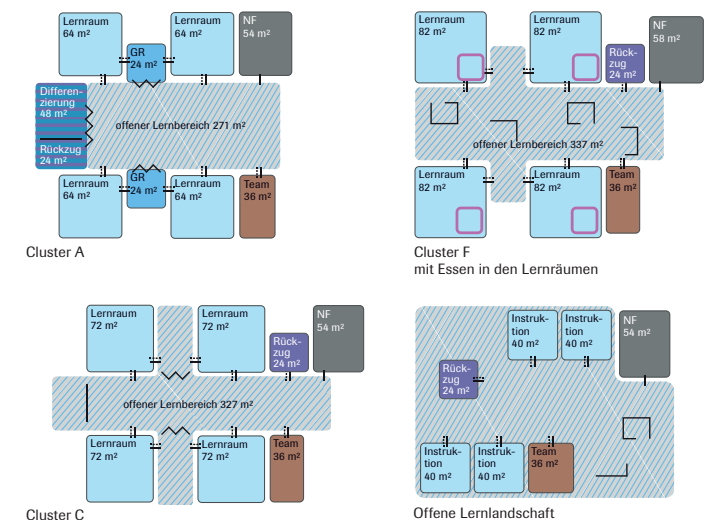 Lernraum
64 m²
GR
24 m²
Lernraum
64 m²
NF
54 m²
Differen-
zierung
48 m²
offener Lernbereich 271 m²
Rückzug
24 m²
Lernraum
64 m²
GR
24 m²
Lernraum
64 m²
Team
36 m²
Cluster A
Lernraum
82 m²
Lernraum
82 m²
Rück-
zug
24 m²
NF
58 m²
offener Lernbereich 337 m²
Lernraum
82 m²
Lernraum
82 m²
Team
36 m²
Cluster F
mit Essen in den Lernräumen
Lernraum
72 m²
Lernraum
72 m²
Rück-
zug
24 m²
NF
54 m²
offener Lernbereich 327 m²
Lernraum
72 m²
Lernraum
72 m²
Team
36 m²
Cluster C
Instruk-
tion
40 m²
Instruk-
tion
40 m²
NF
54 m²
Rück-
zug
24 m²
Instruk-
tion
40 m²
Instruk-
tion
40 m²
Team
36 m²
Offene Lernlandschaft